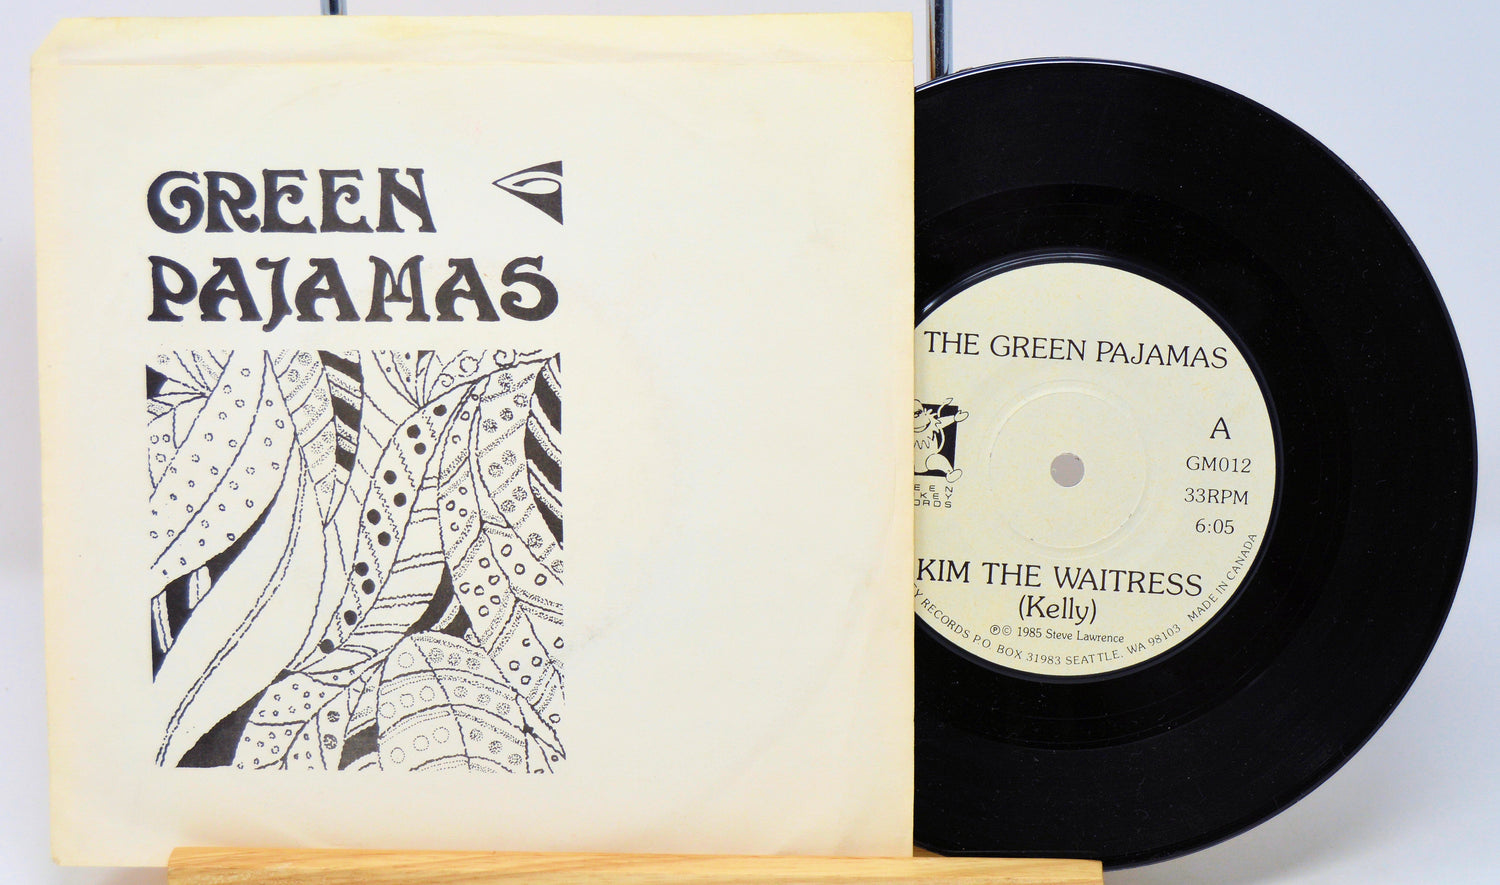 GREEN
PAJAMAS
THE GREEN PAJAMAS
A
GM012
33RPM
6:05
KIM THE WAITRESS
(Kelly)
℗© 1985 Steve Lawrence
Y RECORDS P.O. BOX 31983 SEATTLE, WA 98103 MADE IN CANADA